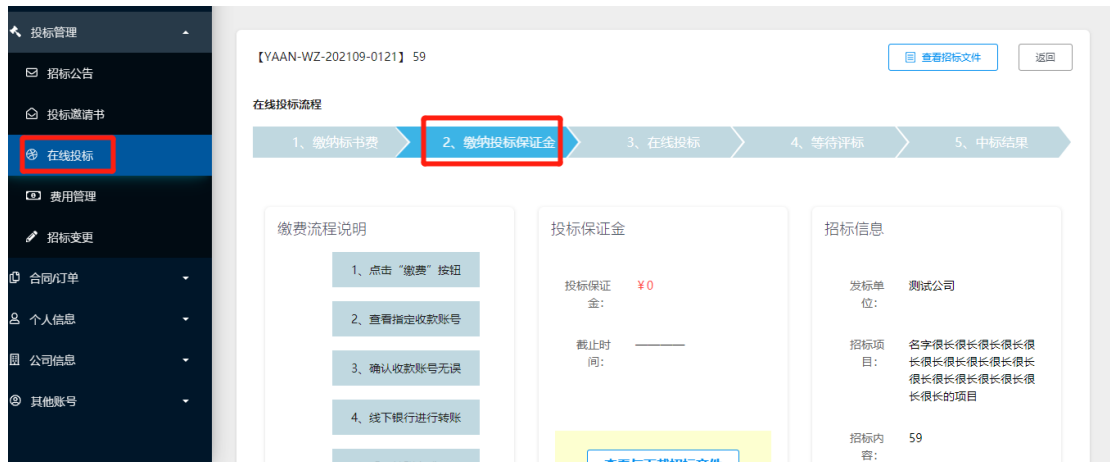 投标管理
招标公告
投标邀请书
在线投标
费用管理
招标变更
合同/订单
个人信息
公司信息
其他账号
【YAAN-WZ-202109-0121】59
查看招标文件
返回
在线投标流程
1、缴纳标书费
2、缴纳投标保证金
3、在线投标
4、等待评标
5、中标结果
缴费流程说明
1、点击“缴费”按钮
2、查看指定收款账号
3、确认收款账号无误
4、线下银行进行转账
投标保证金
投标保证
金:
￥0
截止时
间:
————
招标信息
发标单
位:
测试公司
招标项
目:
名字很长很长很长很长很
长很长很长很长很长很长
很长很长很长很长很长很
长很长的项目
招标内
容:
59